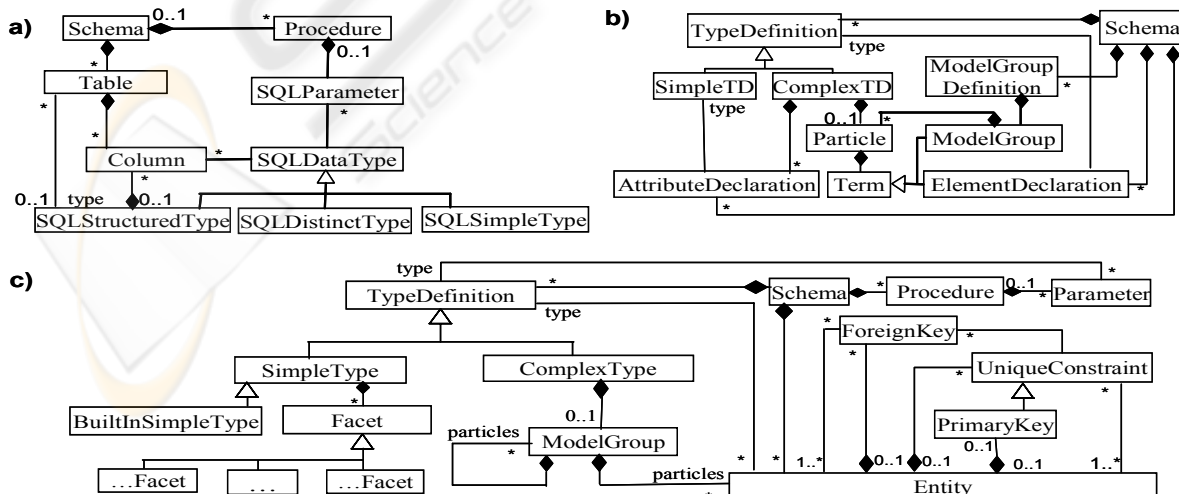 a)
Schema
0..1
*
Procedure
0..1
*
Table
*
SQLParameter
*
*
Column
*
SQLDataType
*
0..1
type
0..1
SQLStructuredType
SQLDistinctType
SQLSimpleType
b)
TypeDefinition
*
Schema
type
SimpleTD
ComplexTD
ModelGroup
Definition
*
type
0..1
*
Particle
ModelGroup
*
AttributeDeclaration
Term
ElementDeclaration
*
*
*
c)
type
*
TypeDefinition
*
Schema
*
Procedure
0..1
*
Parameter
type
*
ForeignKey
*
*
SimpleType
ComplexType
*
UniqueConstraint
*
BuiltInSimpleType
Facet
0..1
PrimaryKey
particles
*
ModelGroup
0..1
particles
*
*
1..*
0..1
0..1
0..1
1..*
...Facet
...
...Facet
*
Entity
Science